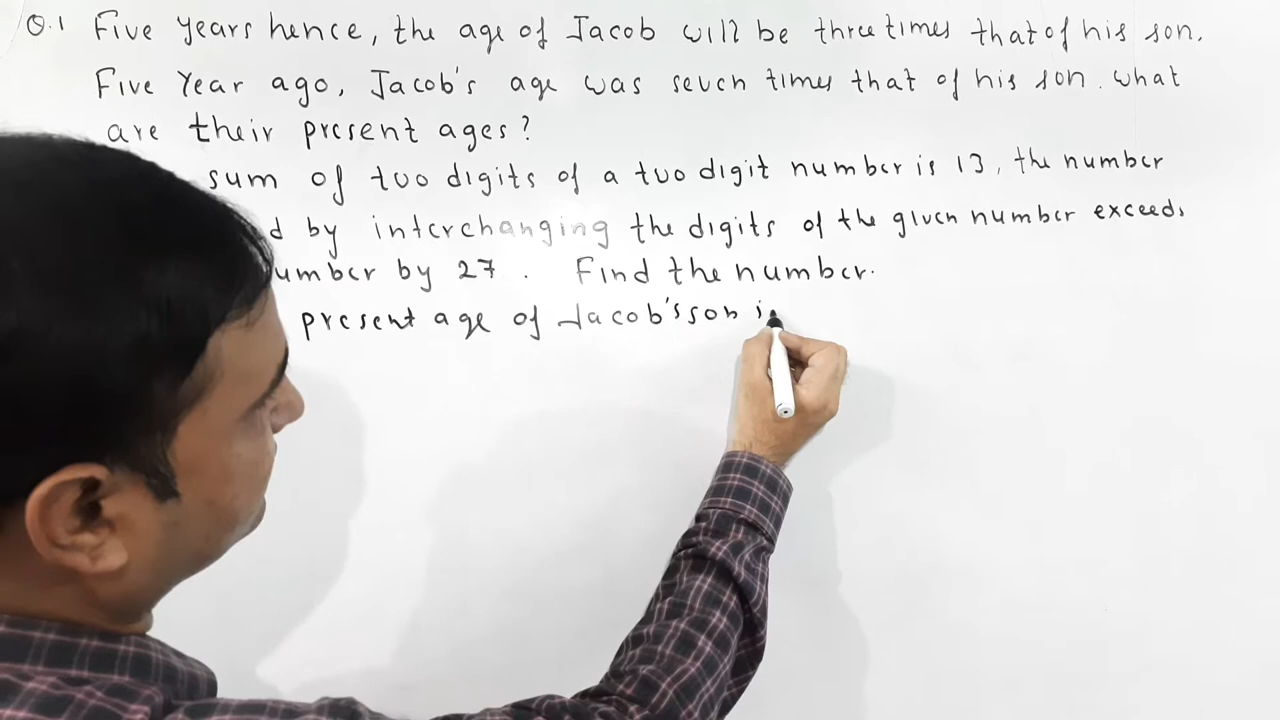 Q.1 Five years hence, the age of Jacob will be three times that of his son.
Five Year ago, Jacob's age was seven times that of his son. What
are their present ages?
sum of two digits of a two digit number is 13, the number
d by interchanging the digits of the given number exceeds
umber by 27. Find the number.
present age of Jacob's son i